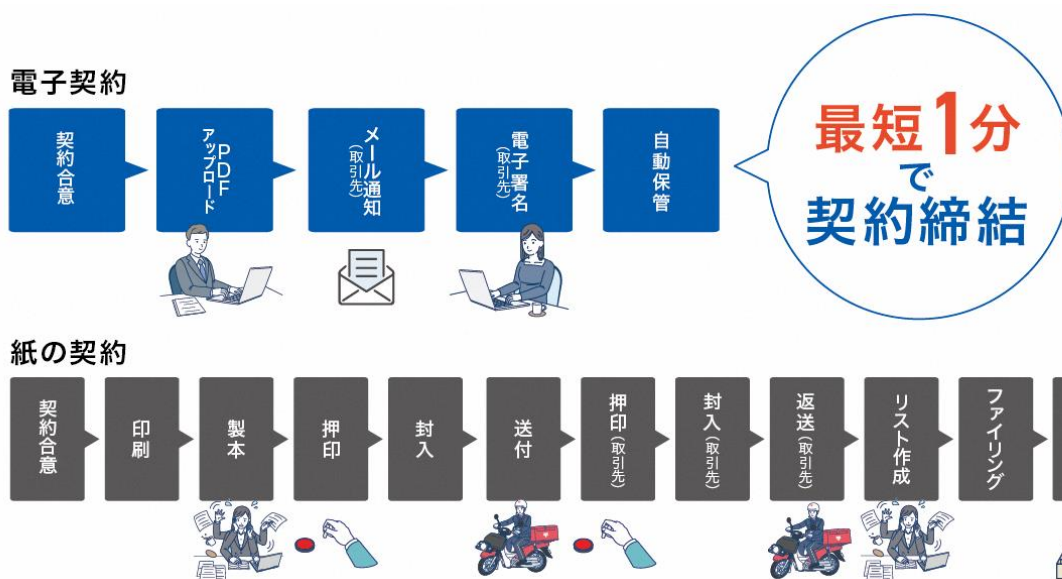 電子契約
契約合意
PDF
アップロード
メール通知
(取引先)
電子署名
(取引先)
自動保管
最短1分
で
契約締結
紙の契約
契約合意
印刷
製本
押印
封入
送付
押印(取引先)
封入(取引先)
返送(取引先)
リスト作成
ファイリング